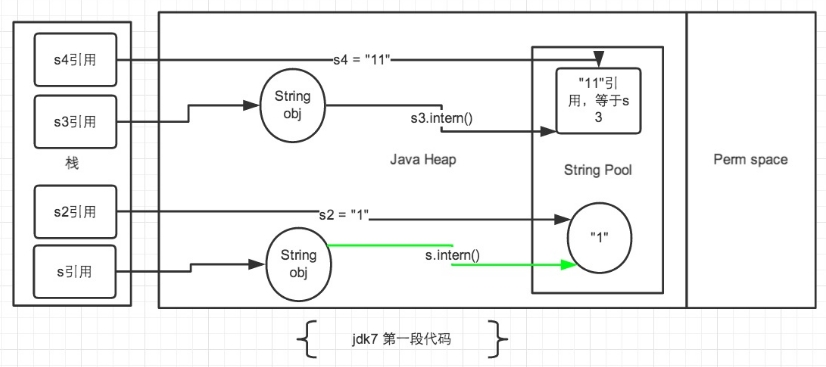 s4引用
s4 = "11"
"11"引
用，等于s
3
s3引用
String
obj
s3.intern()
栈
Java Heap
String Pool
Perm space
s2引用
s2 = "1"
"1"
s引用
String
obj
s.intern()
jdk7 第一段代码